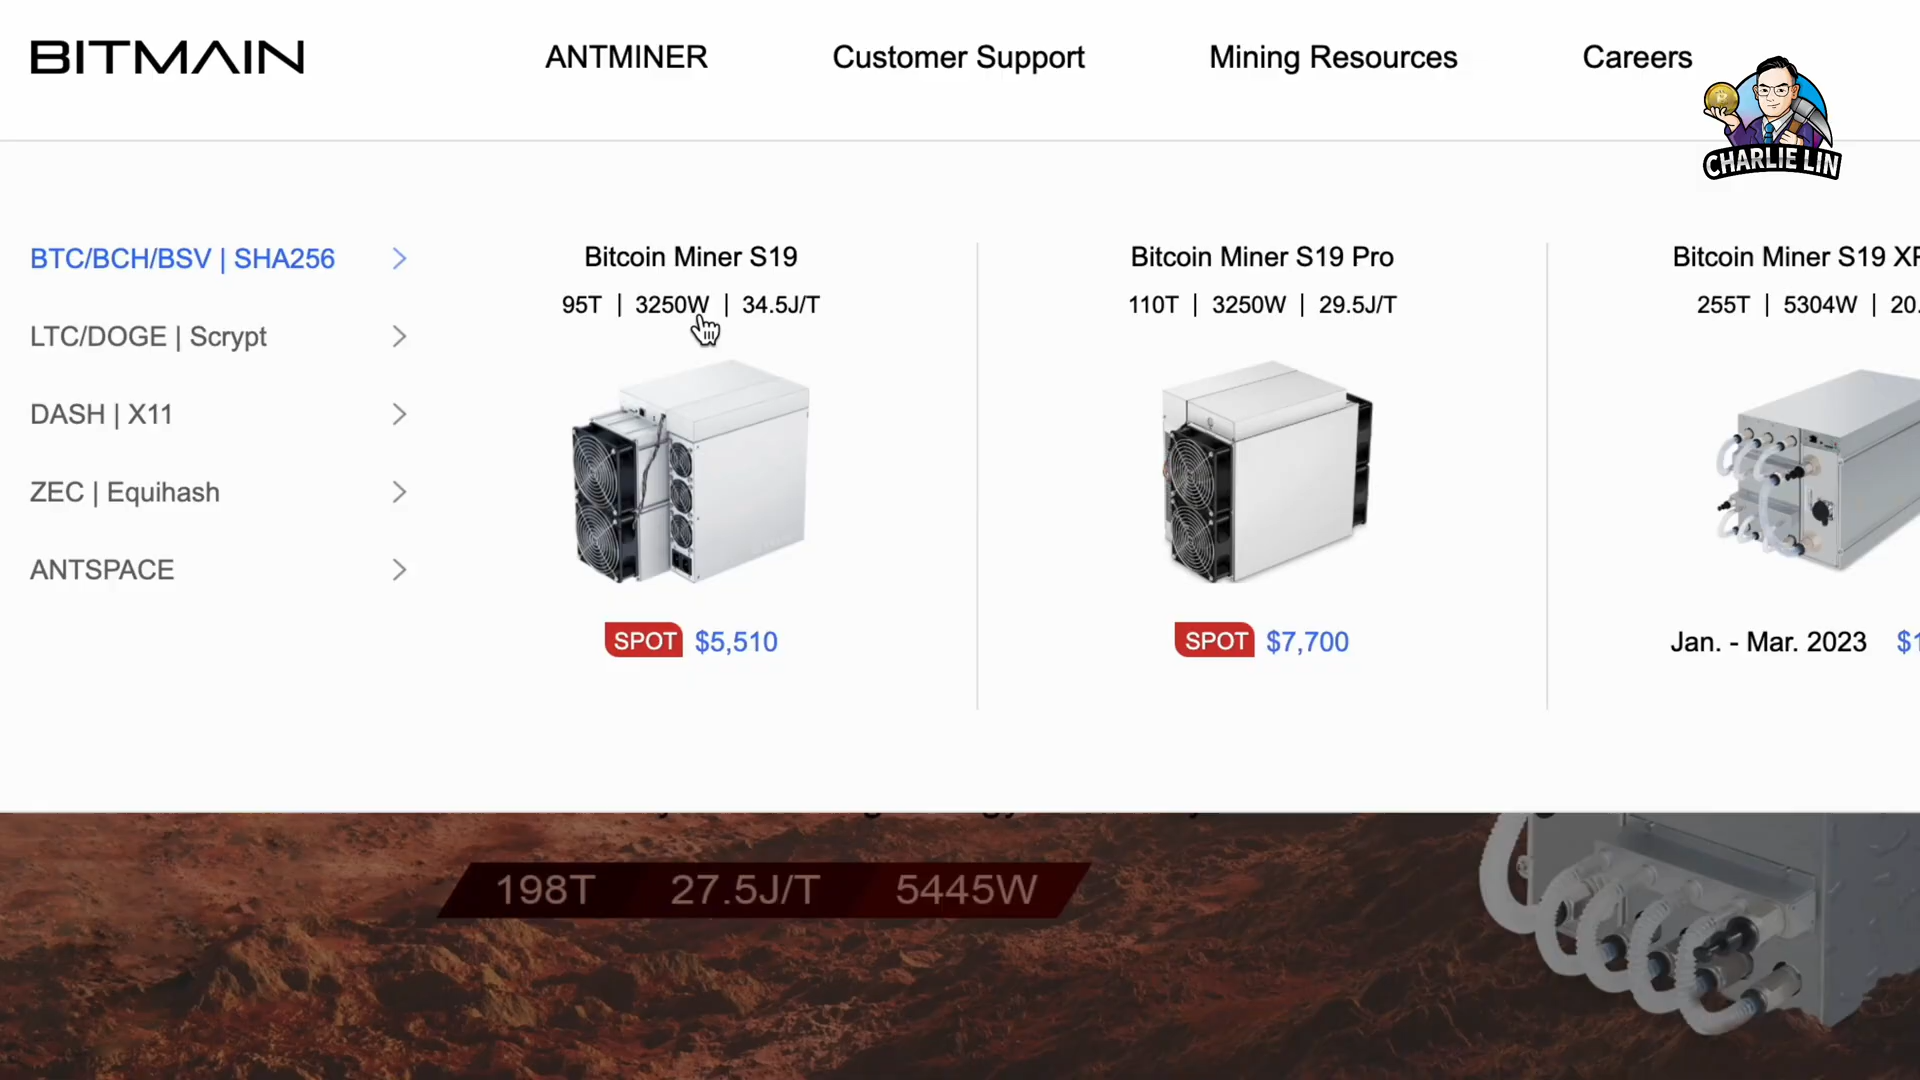 BITMAIN
ANTMINER
Customer Support
Mining Resources
Careers
CHARLIE LIN
BTC/BCH/BSV | SHA256
LTC/DOGE | Scrypt
DASH | X11
ZEC | Equihash
ANTSPACE
Bitcoin Miner S19
95T | 3250W | 34.5J/T
SPOT $5,510
Bitcoin Miner S19 Pro
110T | 3250W | 29.5J/T
SPOT $7,700
Bitcoin Miner S19
255T | 5304W | 20.
Jan. - Mar. 2023 $1
198T 27.5J/T 5445W